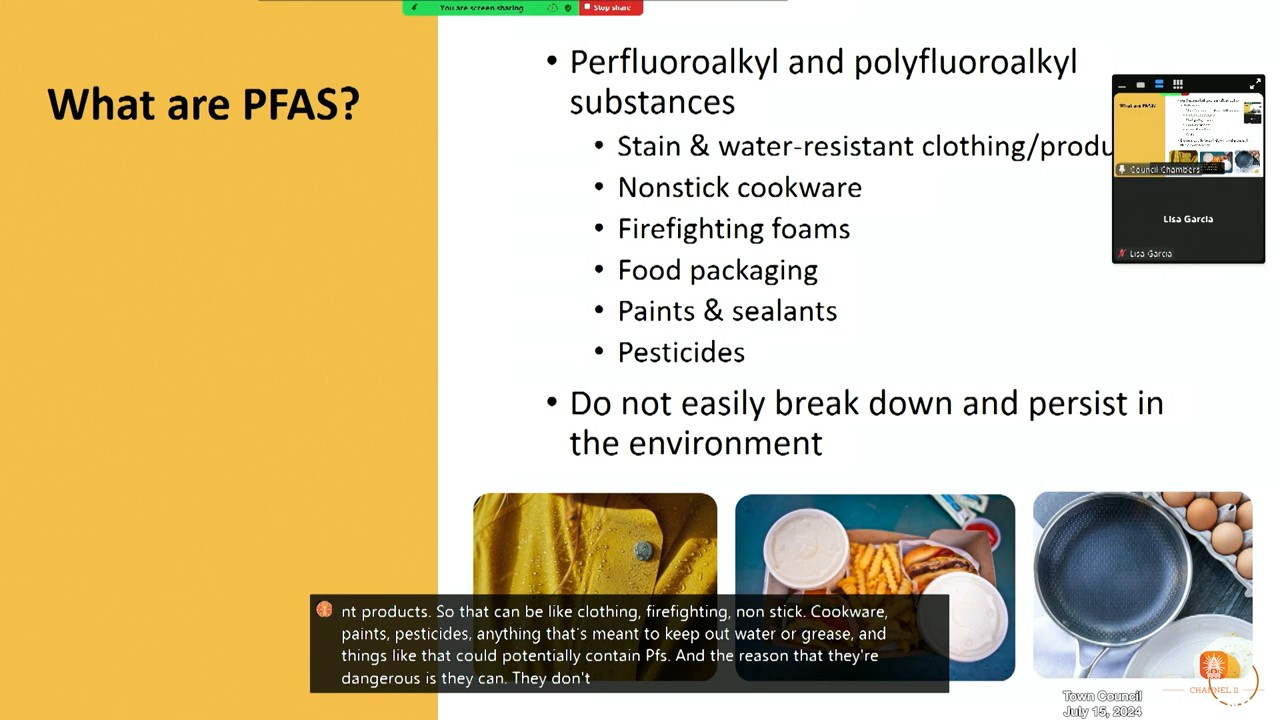 You are screen sharing
Stop share
What are PFAS?
• Perfluoroalkyl and polyfluoroalkyl
substances
• Stain & water-resistant clothing/produ
• Nonstick cookware
• Firefighting foams
• Food packaging
• Paints & sealants
• Pesticides
• Do not easily break down and persist in
the environment
What are PFAS?
Council Chambers
Lisa Garcia
Lisa Garcia
nt products. So that can be like clothing, firefighting, non stick. Cookware,
paints, pesticides, anything that's meant to keep out water or grease, and
things like that could potentially contain Pfs. And the reason that they're
dangerous is they can. They don't
CHANNEL 11
Town Council
July 15, 2024